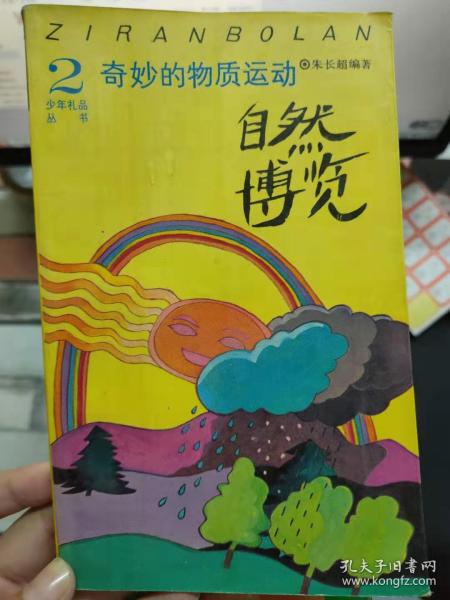 ZIRANBOLAN
2 奇妙的物质运动 ◎朱长超编著
少年礼品
丛书
自然
博览
孔夫子旧书网
www.kongfz.com